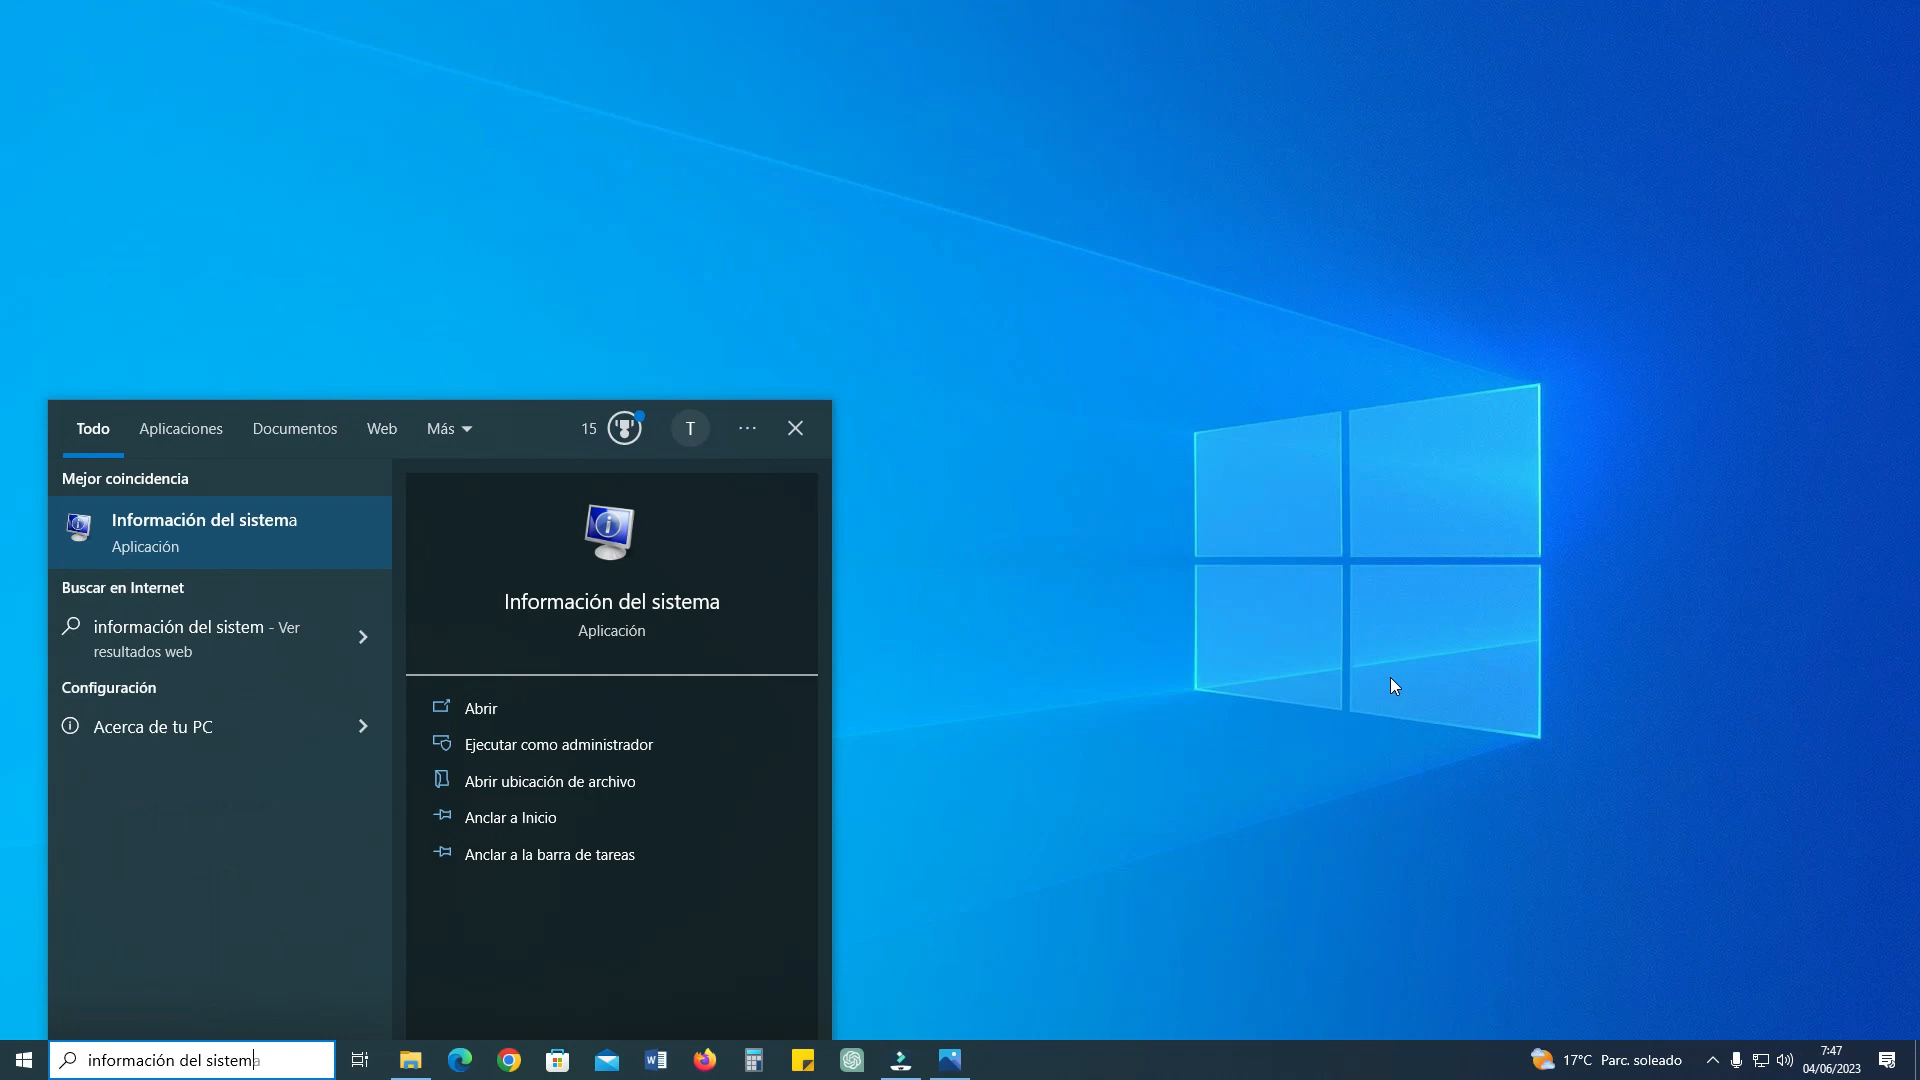 Todo
Aplicaciones
Documentos
Web
Más
15
T
Mejor coincidencia
Información del sistema
Aplicación
Buscar en Internet
información del sistem - Ver
resultados web
Configuración
Acerca de tu PC
Información del sistema
Aplicación
Abrir
Ejecutar como administrador
Abrir ubicación de archivo
Anclar a Inicio
Anclar a la barra de tareas
información del sistema
17°C Parc. soleado
7:47
04/06/2023